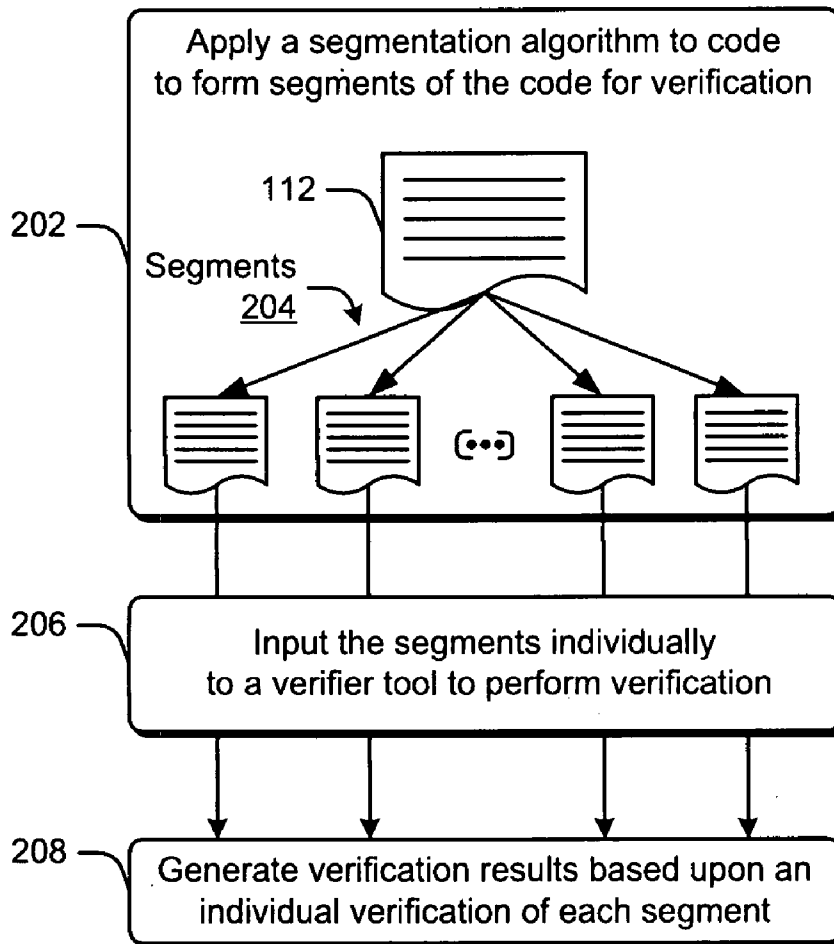 Apply a segmentation algorithm to code
to form segments of the code for verification
112
202
Segments
204
206
Input the segments individually
to a verifier tool to perform verification
208
Generate verification results based upon an
individual verification of each segment